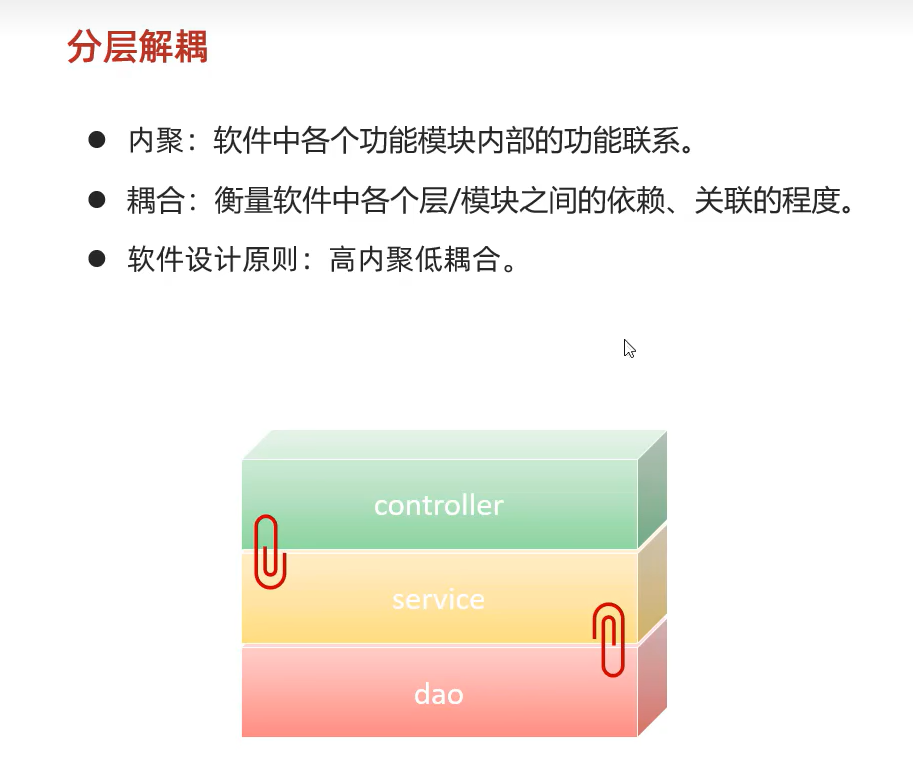 分层解耦
内聚：软件中各个功能模块内部的功能联系。
耦合：衡量软件中各个层/模块之间的依赖、关联的程度。
软件设计原则：高内聚低耦合。
controller
service
dao